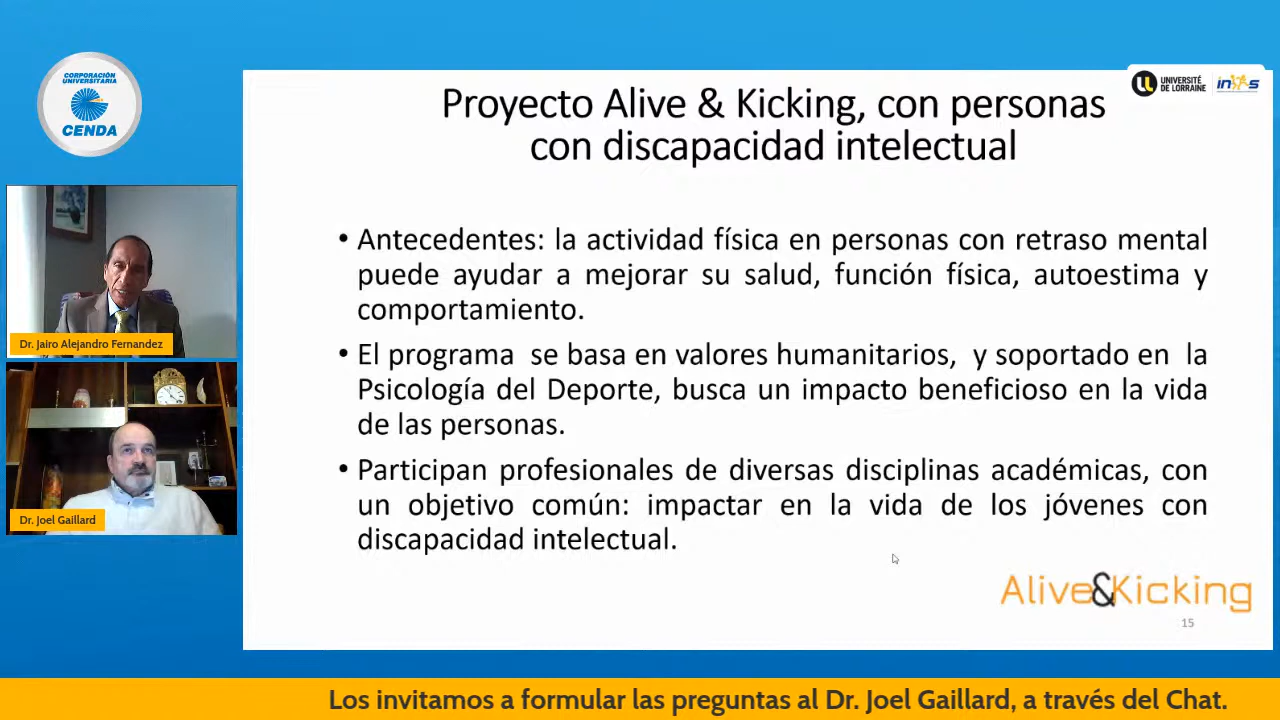 CORPORACIÓN
UNIVERSITARIA
CENDA
UNIVERSITÉ
DE LORRAINE
Proyecto Alive & Kicking, con personas
con discapacidad intelectual
• Antecedentes: la actividad física en personas con retraso mental
puede ayudar a mejorar su salud, función física, autoestima y
comportamiento.
• El programa se basa en valores humanitarios, y soportado en la
Psicología del Deporte, busca un impacto beneficioso en la vida
de las personas.
• Participan profesionales de diversas disciplinas académicas, con
un objetivo común: impactar en la vida de los jóvenes con
discapacidad intelectual.
Alive&Kicking
15
Dr. Jairo Alejandro Fernandez
Dr. Joel Gaillard
Los invitamos a formular las preguntas al Dr. Joel Gaillard, a través del Chat.